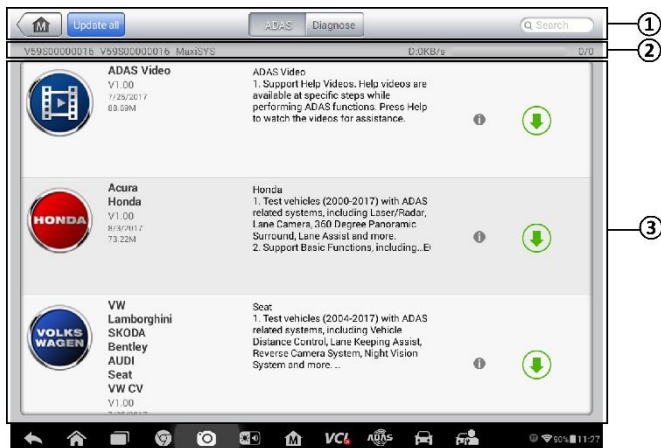 Update all
ADAS
Diagnose
Search
①
V59S00000016 V59S00000016 MaxiSYS
D:0KB/s
0/0
②
ADAS Video
V1.00
7/25/2017
88.69M
ADAS Video
1. Support Help Videos. Help videos are
available at specific steps while
performing ADAS functions. Press Help
to watch the videos for assistance.
HONDA
Acura
Honda
V1.00
8/3/2017
73.22M
Honda
1. Test vehicles (2000-2017) with ADAS
related systems, including Laser/Radar,
Lane Camera, 360 Degree Panoramic
Surround, Lane Assist and more.
2. Support Basic Functions, including...E
③
VOLKS
WAGEN
VW
Lamborghini
SKODA
Bentley
AUDI
Seat
VW CV
V1.00
Seat
1. Test vehicles (2004-2017) with ADAS
related systems, including Vehicle
Distance Control, Lane Keeping Assist,
Reverse Camera System, Night Vision
System and more. ...
M
VCI
ADAS
90%
11:27